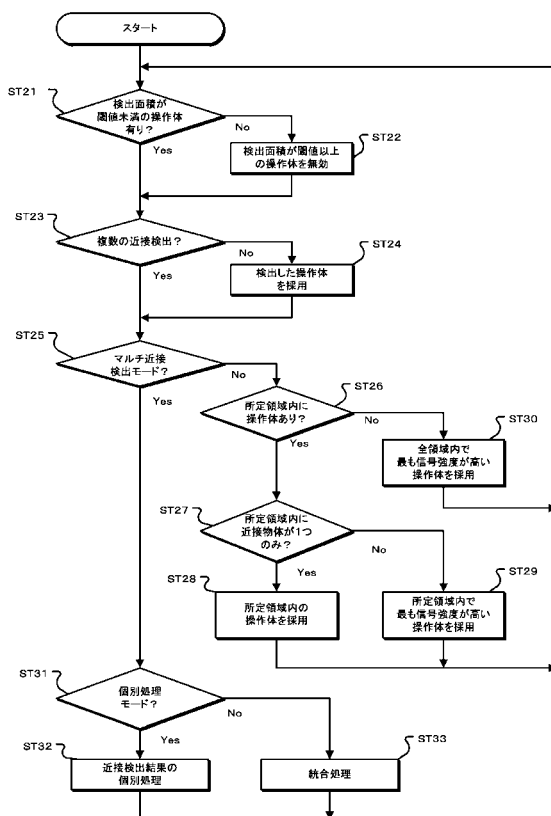 スタート
ST21
検出面積が
閾値未満の操作体
有り?
No
Yes
ST22
検出面積が閾値以上
の操作体を無効
ST23
複数の近接検出?
No
Yes
ST24
検出した操作体
を採用
ST25
マルチ近接
検出モード?
No
Yes
ST26
所定領域内に
操作体あり?
No
Yes
ST30
全領域内で
最も信号強度が高い
操作体を採用
ST27
所定領域内に
近接物体が1つ
のみ?
No
Yes
ST28
所定領域内の
操作体を採用
ST29
所定領域内で
最も信号強度が高い
操作体を採用
ST31
個別処理
モード?
No
Yes
ST32
近接検出結果の
個別処理
ST33
統合処理